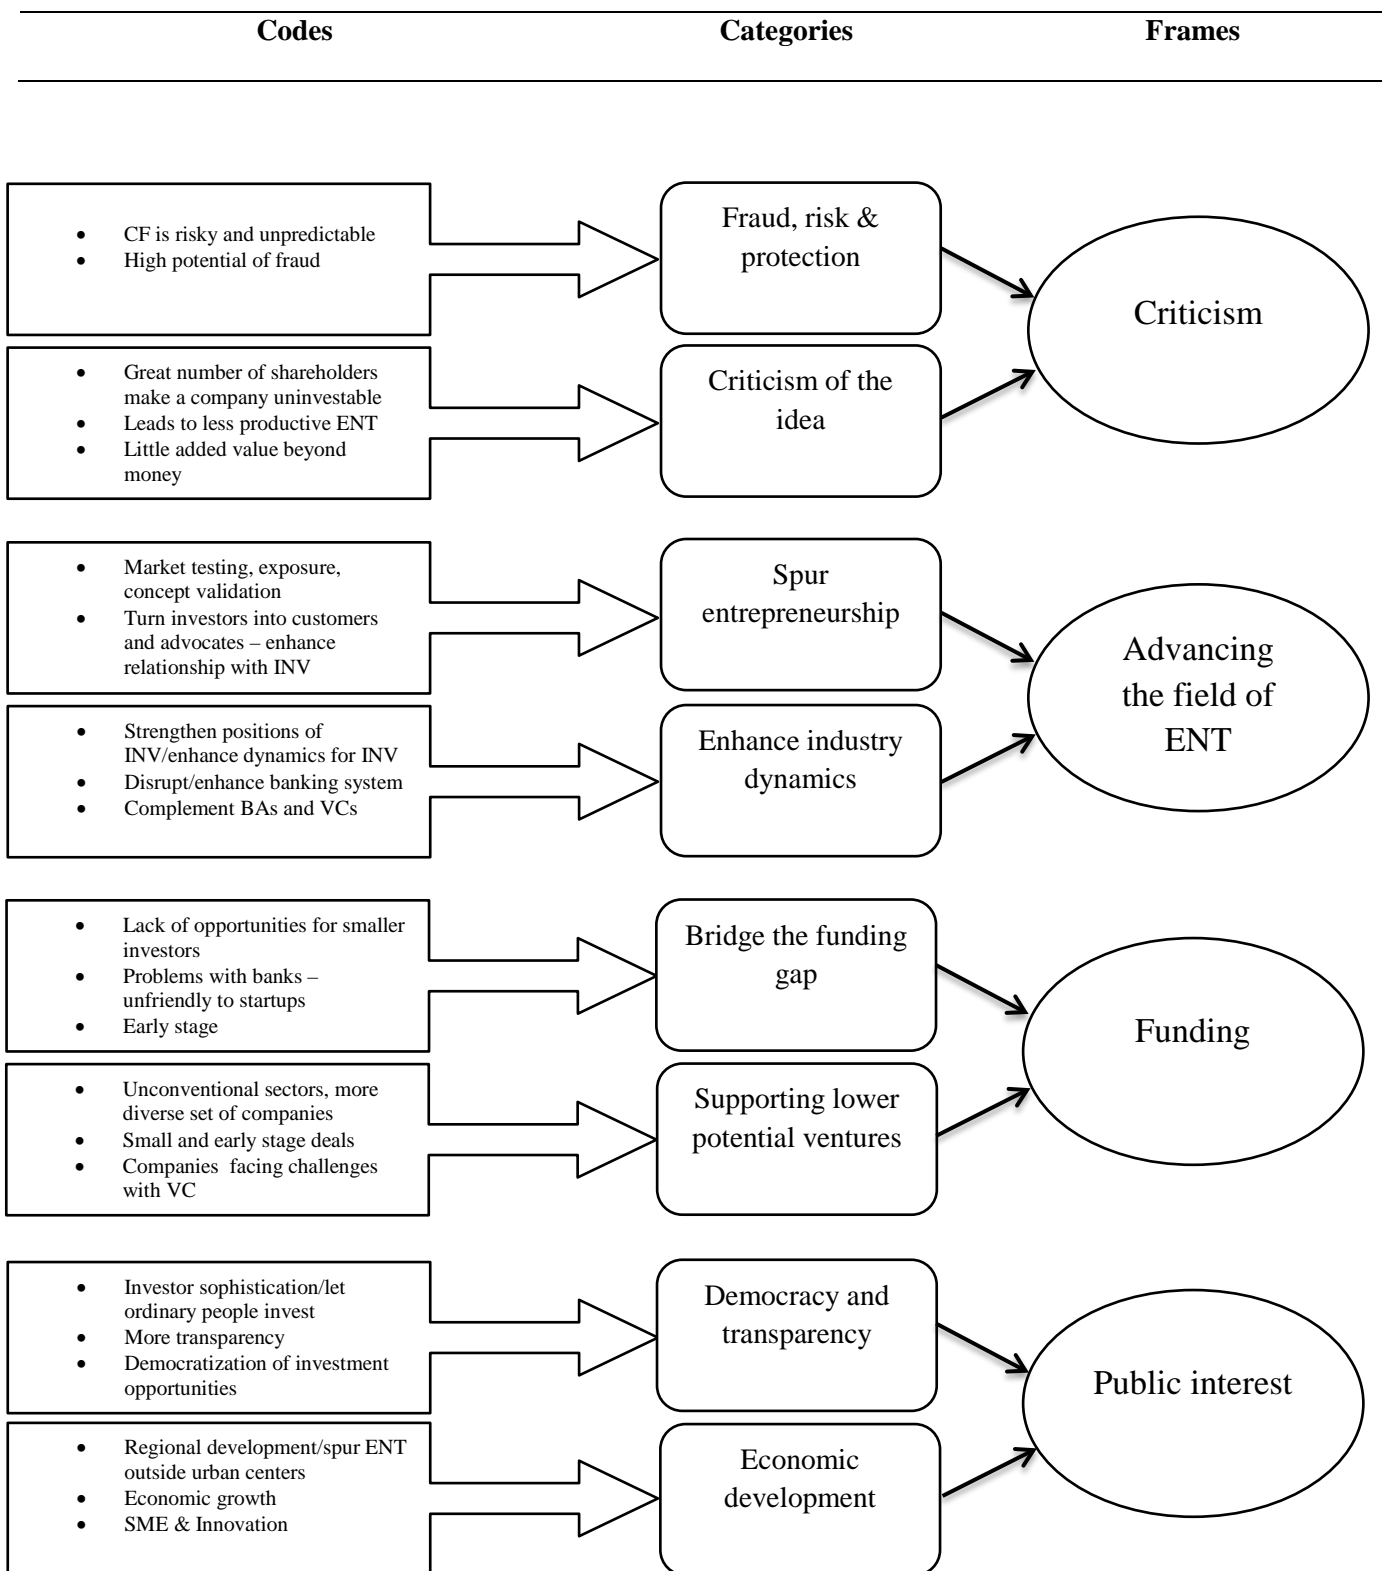 Codes Categories Frames
• CF is risky and unpredictable
• High potential of fraud
Fraud, risk &
protection
• Great number of shareholders
make a company uninvestable
• Leads to less productive ENT
• Little added value beyond
money
Criticism of the
idea
Criticism
• Market testing, exposure,
concept validation
• Turn investors into customers
and advocates – enhance
relationship with INV
Spur
entrepreneurship
• Strengthen positions of
INV/enhance dynamics for INV
• Disrupt/enhance banking system
• Complement BAs and VCs
Enhance industry
dynamics
Advancing
the field of
ENT
• Lack of opportunities for smaller
investors
• Problems with banks –
unfriendly to startups
• Early stage
Bridge the funding
gap
• Unconventional sectors, more
diverse set of companies
• Small and early stage deals
• Companies facing challenges
with VC
Supporting lower
potential ventures
Funding
• Investor sophistication/let
ordinary people invest
• More transparency
• Democratization of investment
opportunities
Democracy and
transparency
• Regional development/spur ENT
outside urban centers
• Economic growth
• SME & Innovation
Economic
development
Public interest